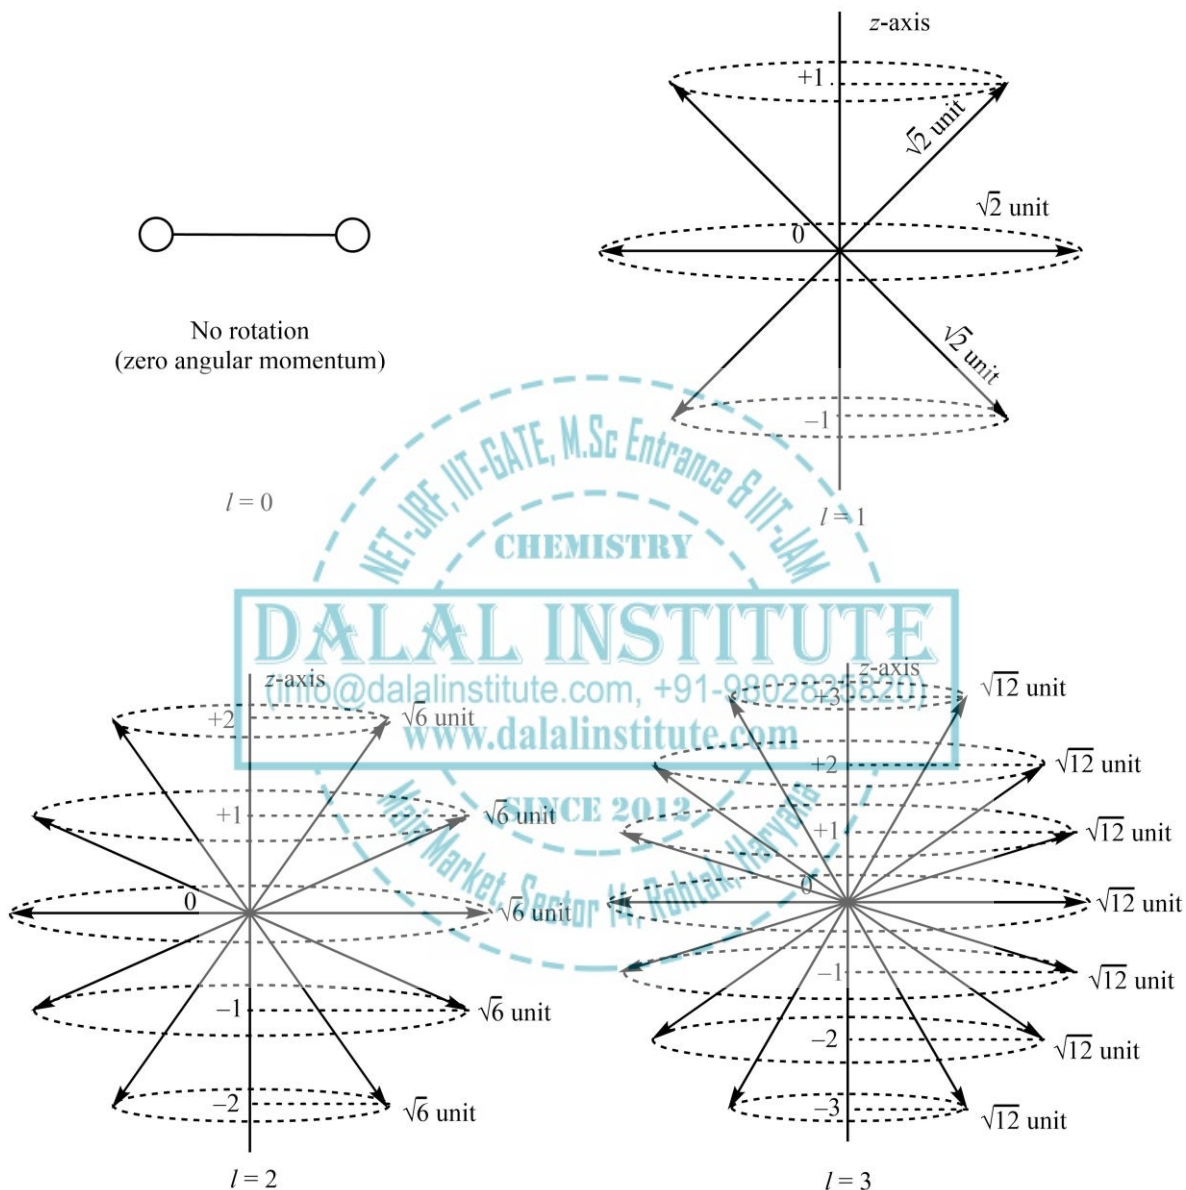 z-axis
+1
√2 unit
√2 unit
0
√2 unit
−1
No rotation
(zero angular momentum)
l = 0
l = 1
NET-JRF, IIT-GATE, M.Sc Entrance & IIT-JAM
CHEMISTRY
DALAL INSTITUTE
(info@dalalinstitute.com, +91-9802825820)
www.dalalinstitute.com
SINCE 2012
Main Market, Sector 14, Rohtak, Haryana
z-axis
+2
√6 unit
+1
√6 unit
0
√6 unit
−1
√6 unit
−2
√6 unit
l = 2
z-axis
+3
√12 unit
+2
√12 unit
+1
√12 unit
0
√12 unit
−1
√12 unit
−2
√12 unit
−3
√12 unit
l = 3